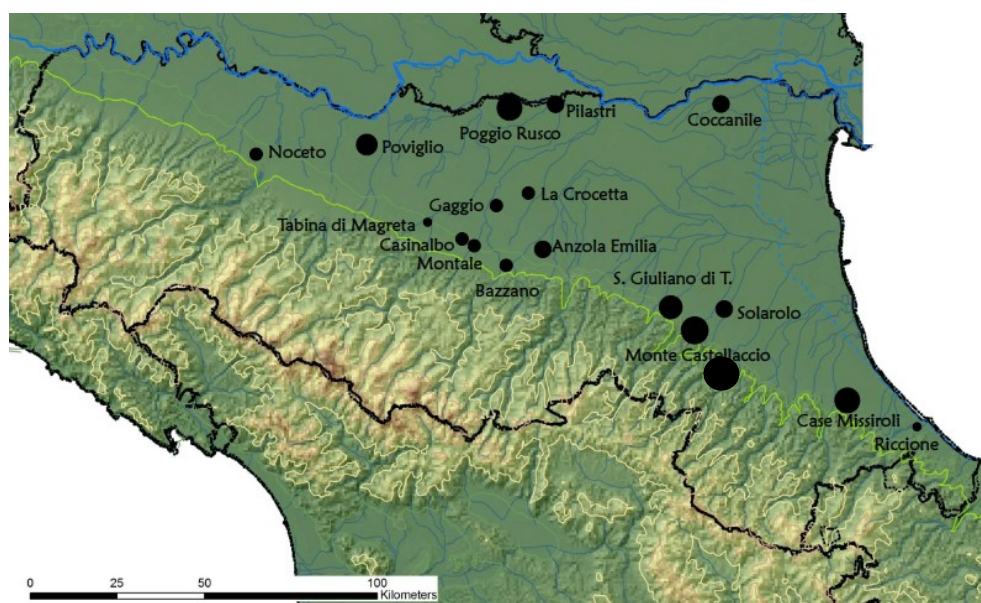 Pilastri
Coccanile
Poggio Rusco
Noceto
Poviglio
La Crocetta
Gaggio
Tabina di Magreta
Casinalbo
Anzola Emilia
Montale
Bazzano
S. Giuliano di T.
Solarolo
Monte Castellaccio
Case Missiroli
Riccione
0 25 50 100
Kilometers